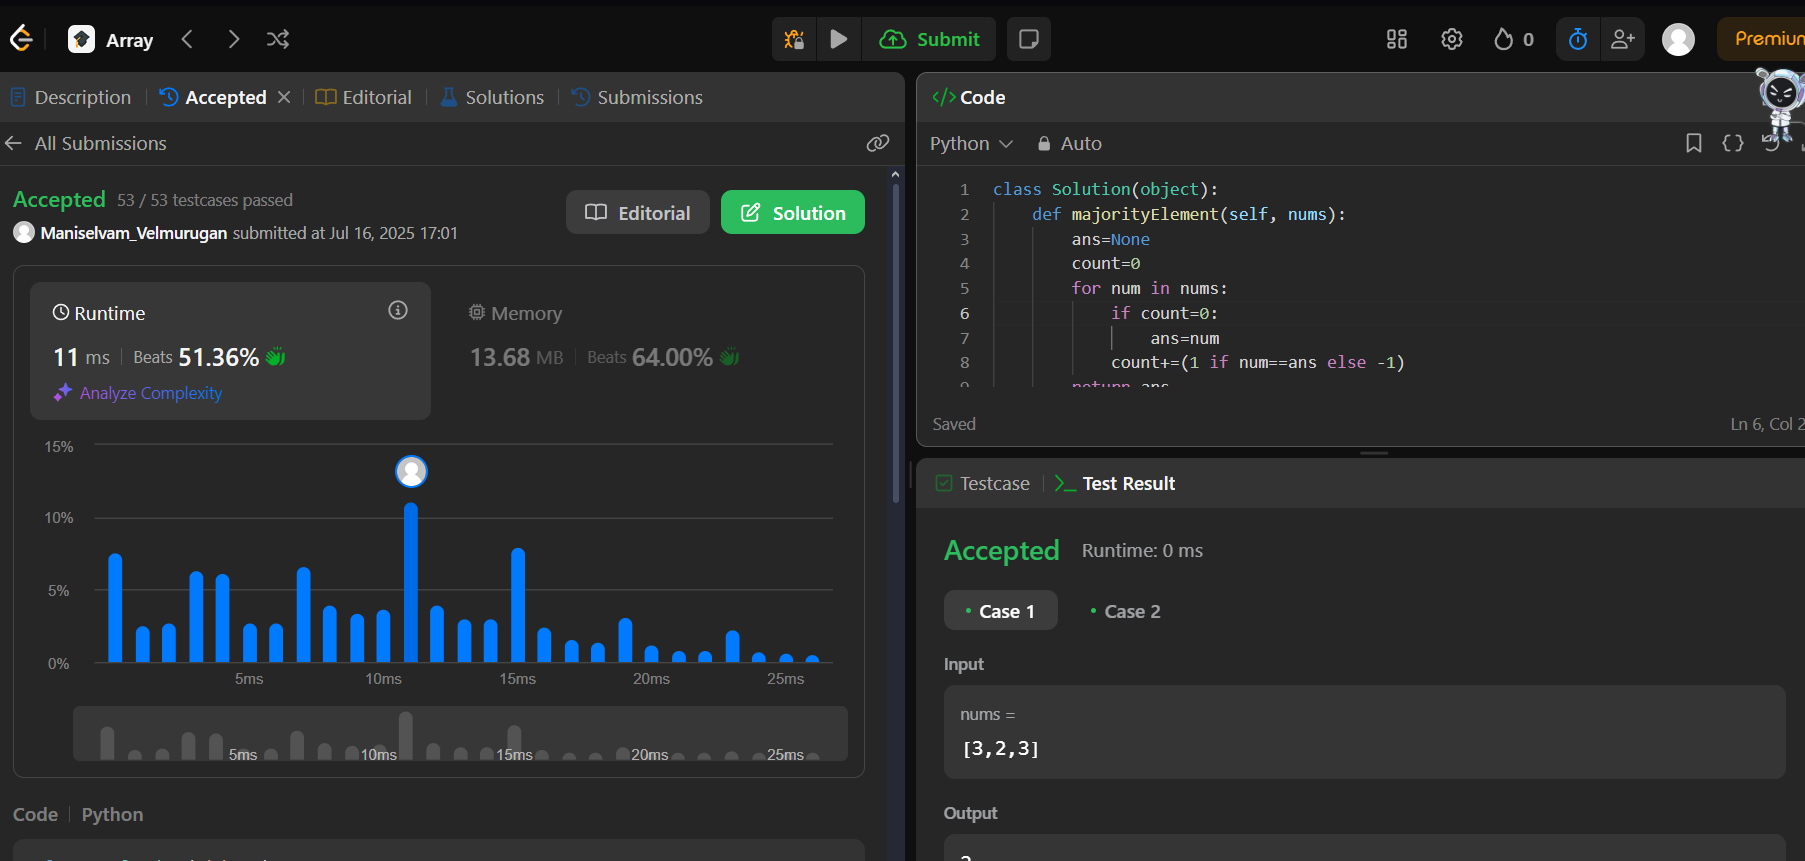 Array
Submit
0
Premium
Description
Accepted
Editorial
Solutions
Submissions
All Submissions
Accepted 53 / 53 testcases passed
Maniselvam_Velmurugan submitted at Jul 16, 2025 17:01
Editorial
Solution
Runtime
11 ms Beats 51.36%
Analyze Complexity
Memory
13.68 MB Beats 64.00%
15%
10%
5%
0%
5ms 10ms 15ms 20ms 25ms
5ms 10ms 15ms 20ms 25ms
Code Python
</> Code
Python Auto
1 class Solution(object):
2 def majorityElement(self, nums):
3 ans=None
4 count=0
5 for num in nums:
6 if count=0:
7 ans=num
8 count+=(1 if num==ans else -1)
9 return ans
Saved
Ln 6, Col 2
Testcase
>_ Test Result
Accepted Runtime: 0 ms
Case 1 Case 2
Input
nums =
[3,2,3]
Output